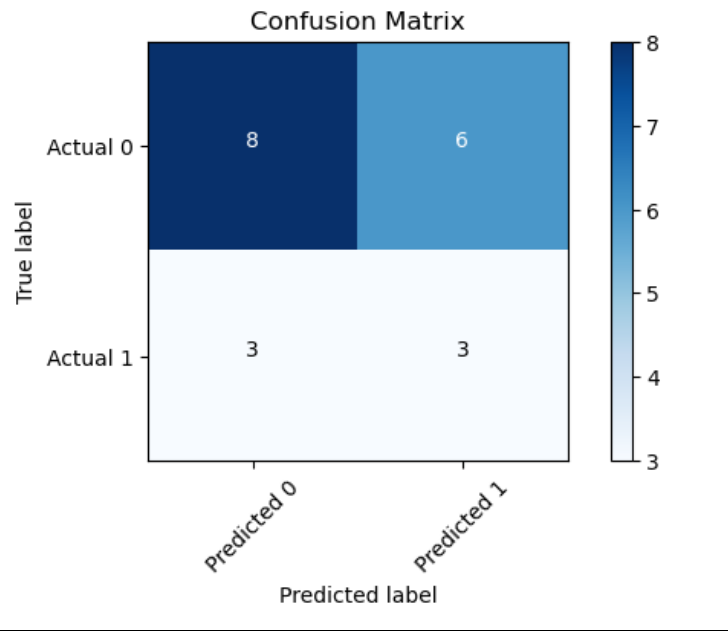 Confusion Matrix
Actual 0
8
6
Actual 1
3
3
True label
Predicted 0
Predicted 1
Predicted label
8
7
6
5
4
3